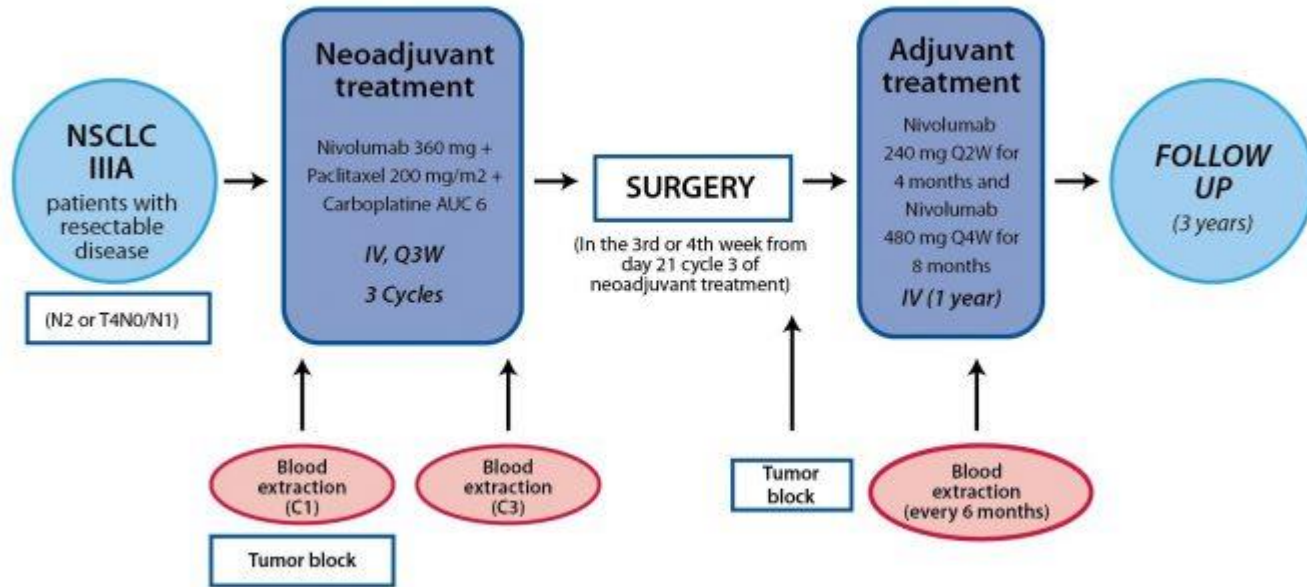 NSCLC
IIIA
patients with
resectable
disease
(N2 or T4N0/N1)
Neoadjuvant
treatment
Nivolumab 360 mg +
Paclitaxel 200 mg/m2 +
Carboplatine AUC 6
IV, Q3W
3 Cycles
SURGERY
(In the 3rd or 4th week from
day 21 cycle 3 of
neoadjuvant treatment)
Adjuvant
treatment
Nivolumab
240 mg Q2W for
4 months and
Nivolumab
480 mg Q4W for
8 months
IV (1 year)
FOLLOW
UP
(3 years)
Blood
extraction
(C1)
Tumor block
Blood
extraction
(C3)
Tumor
block
Blood
extraction
(every 6 months)